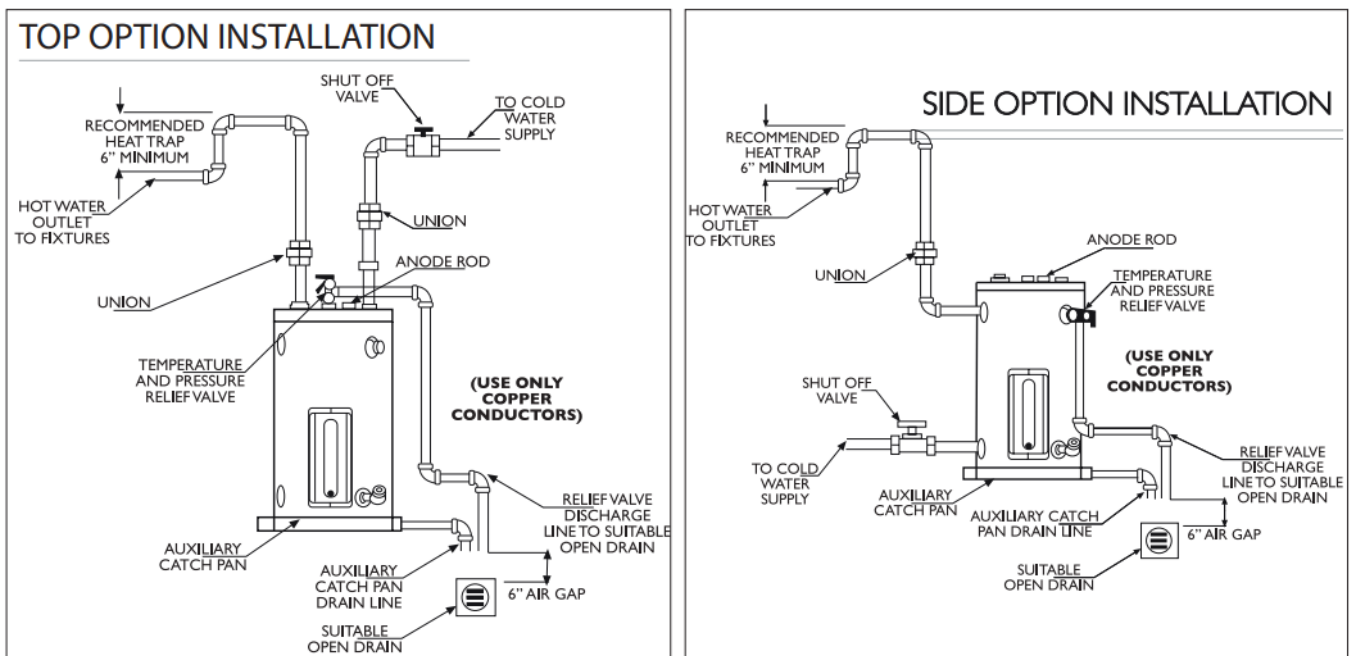 TOP OPTION INSTALLATION
SHUT OFF
VALVE
TO COLD
WATER
SUPPLY
RECOMMENDED
HEAT TRAP
6” MINIMUM
HOT WATER
OUTLET
TO FIXTURES
UNION
ANODE ROD
UNION
TEMPERATURE
AND PRESSURE
RELIEF VALVE
(USE ONLY
COPPER
CONDUCTORS)
RELIEF VALVE
DISCHARGE
LINE TO SUITABLE
OPEN DRAIN
AUXILIARY
CATCH PAN
AUXILIARY
CATCH PAN
DRAIN LINE
6” AIR GAP
SUITABLE
OPEN DRAIN
SIDE OPTION INSTALLATION
RECOMMENDED
HEAT TRAP
6” MINIMUM
HOT WATER
OUTLET
TO FIXTURES
ANODE ROD
UNION
TEMPERATURE
AND PRESSURE
RELIEF VALVE
(USE ONLY
COPPER
CONDUCTORS)
SHUT OFF
VALVE
TO COLD
WATER
SUPPLY
RELIEF VALVE
DISCHARGE
LINE TO SUITABLE
OPEN DRAIN
AUXILIARY
CATCH PAN
AUXILIARY CATCH
PAN DRAIN LINE
6” AIR GAP
SUITABLE
OPEN DRAIN